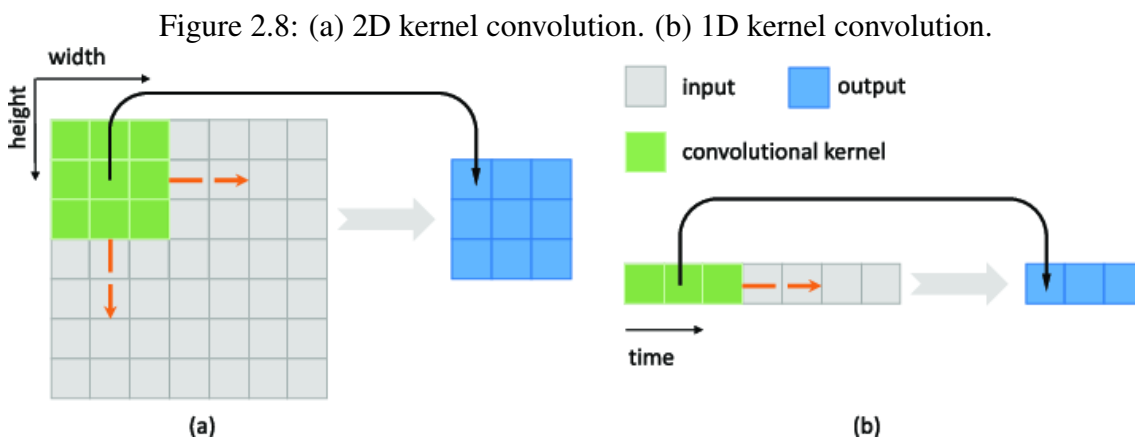 Figure 2.8: (a) 2D kernel convolution. (b) 1D kernel convolution.
width
height
input
output
convolutional kernel
time
(a)
(b)